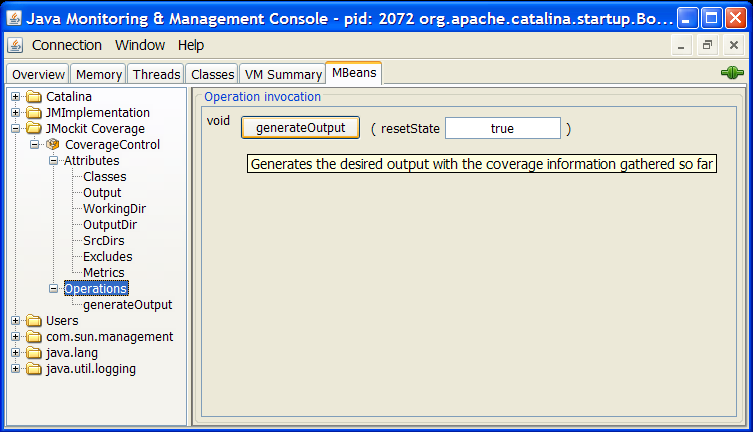 Java Monitoring & Management Console - pid: 2072 org.apache.catalina.startup.Bo...
Connection Window Help
Overview Memory Threads Classes VM Summary MBeans
Catalina
JMImplementation
JMockit Coverage
CoverageControl
Attributes
Classes
Output
WorkingDir
OutputDir
SrcDirs
Excludes
Metrics
Operations
generateOutput
Users
com.sun.management
java.lang
java.util.logging
Operation invocation
void generateOutput ( resetState true )
Generates the desired output with the coverage information gathered so far